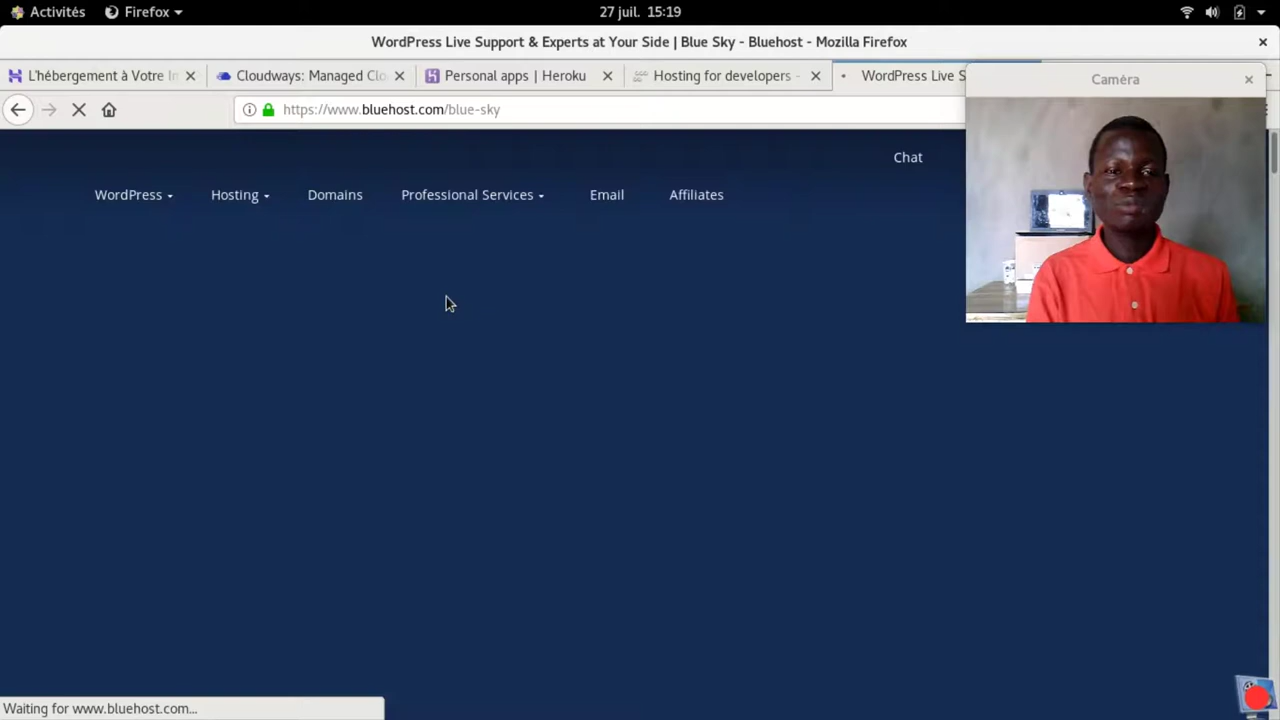 Activités Firefox 27 juil. 15:19
WordPress Live Support & Experts at Your Side | Blue Sky - Bluehost - Mozilla Firefox
L'hébergement à Votre Cloudways: Managed Clo Personal apps | Heroku Hosting for developers - WordPress Live S
Caméra
https://www.bluehost.com/blue-sky
Chat
WordPress Hosting Domains Professional Services Email Affiliates
Waiting for www.bluehost.com...